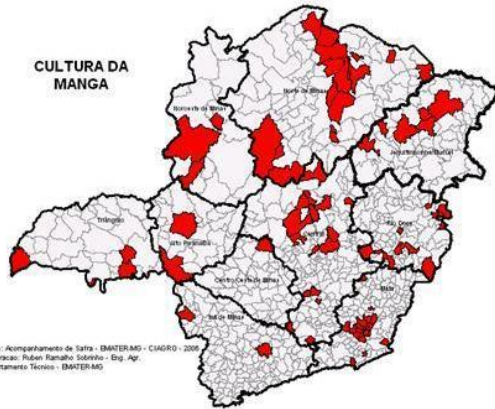 CULTURA DA
MANGA
Noroeste de Minas
Norte de Minas
Jequitinhonha/Mucuri
Triângulo
Alto Paranaíba
Rio Doce
Central
Centro Oeste de Minas
Mata
Sul de Minas
: Acompanhamento de Safra - EMATER-MG - CIAGRO - 2006
racao: Ruben Ramalho Sobrinho - Eng. Agr.
rtamento Técnico - EMATER-MG